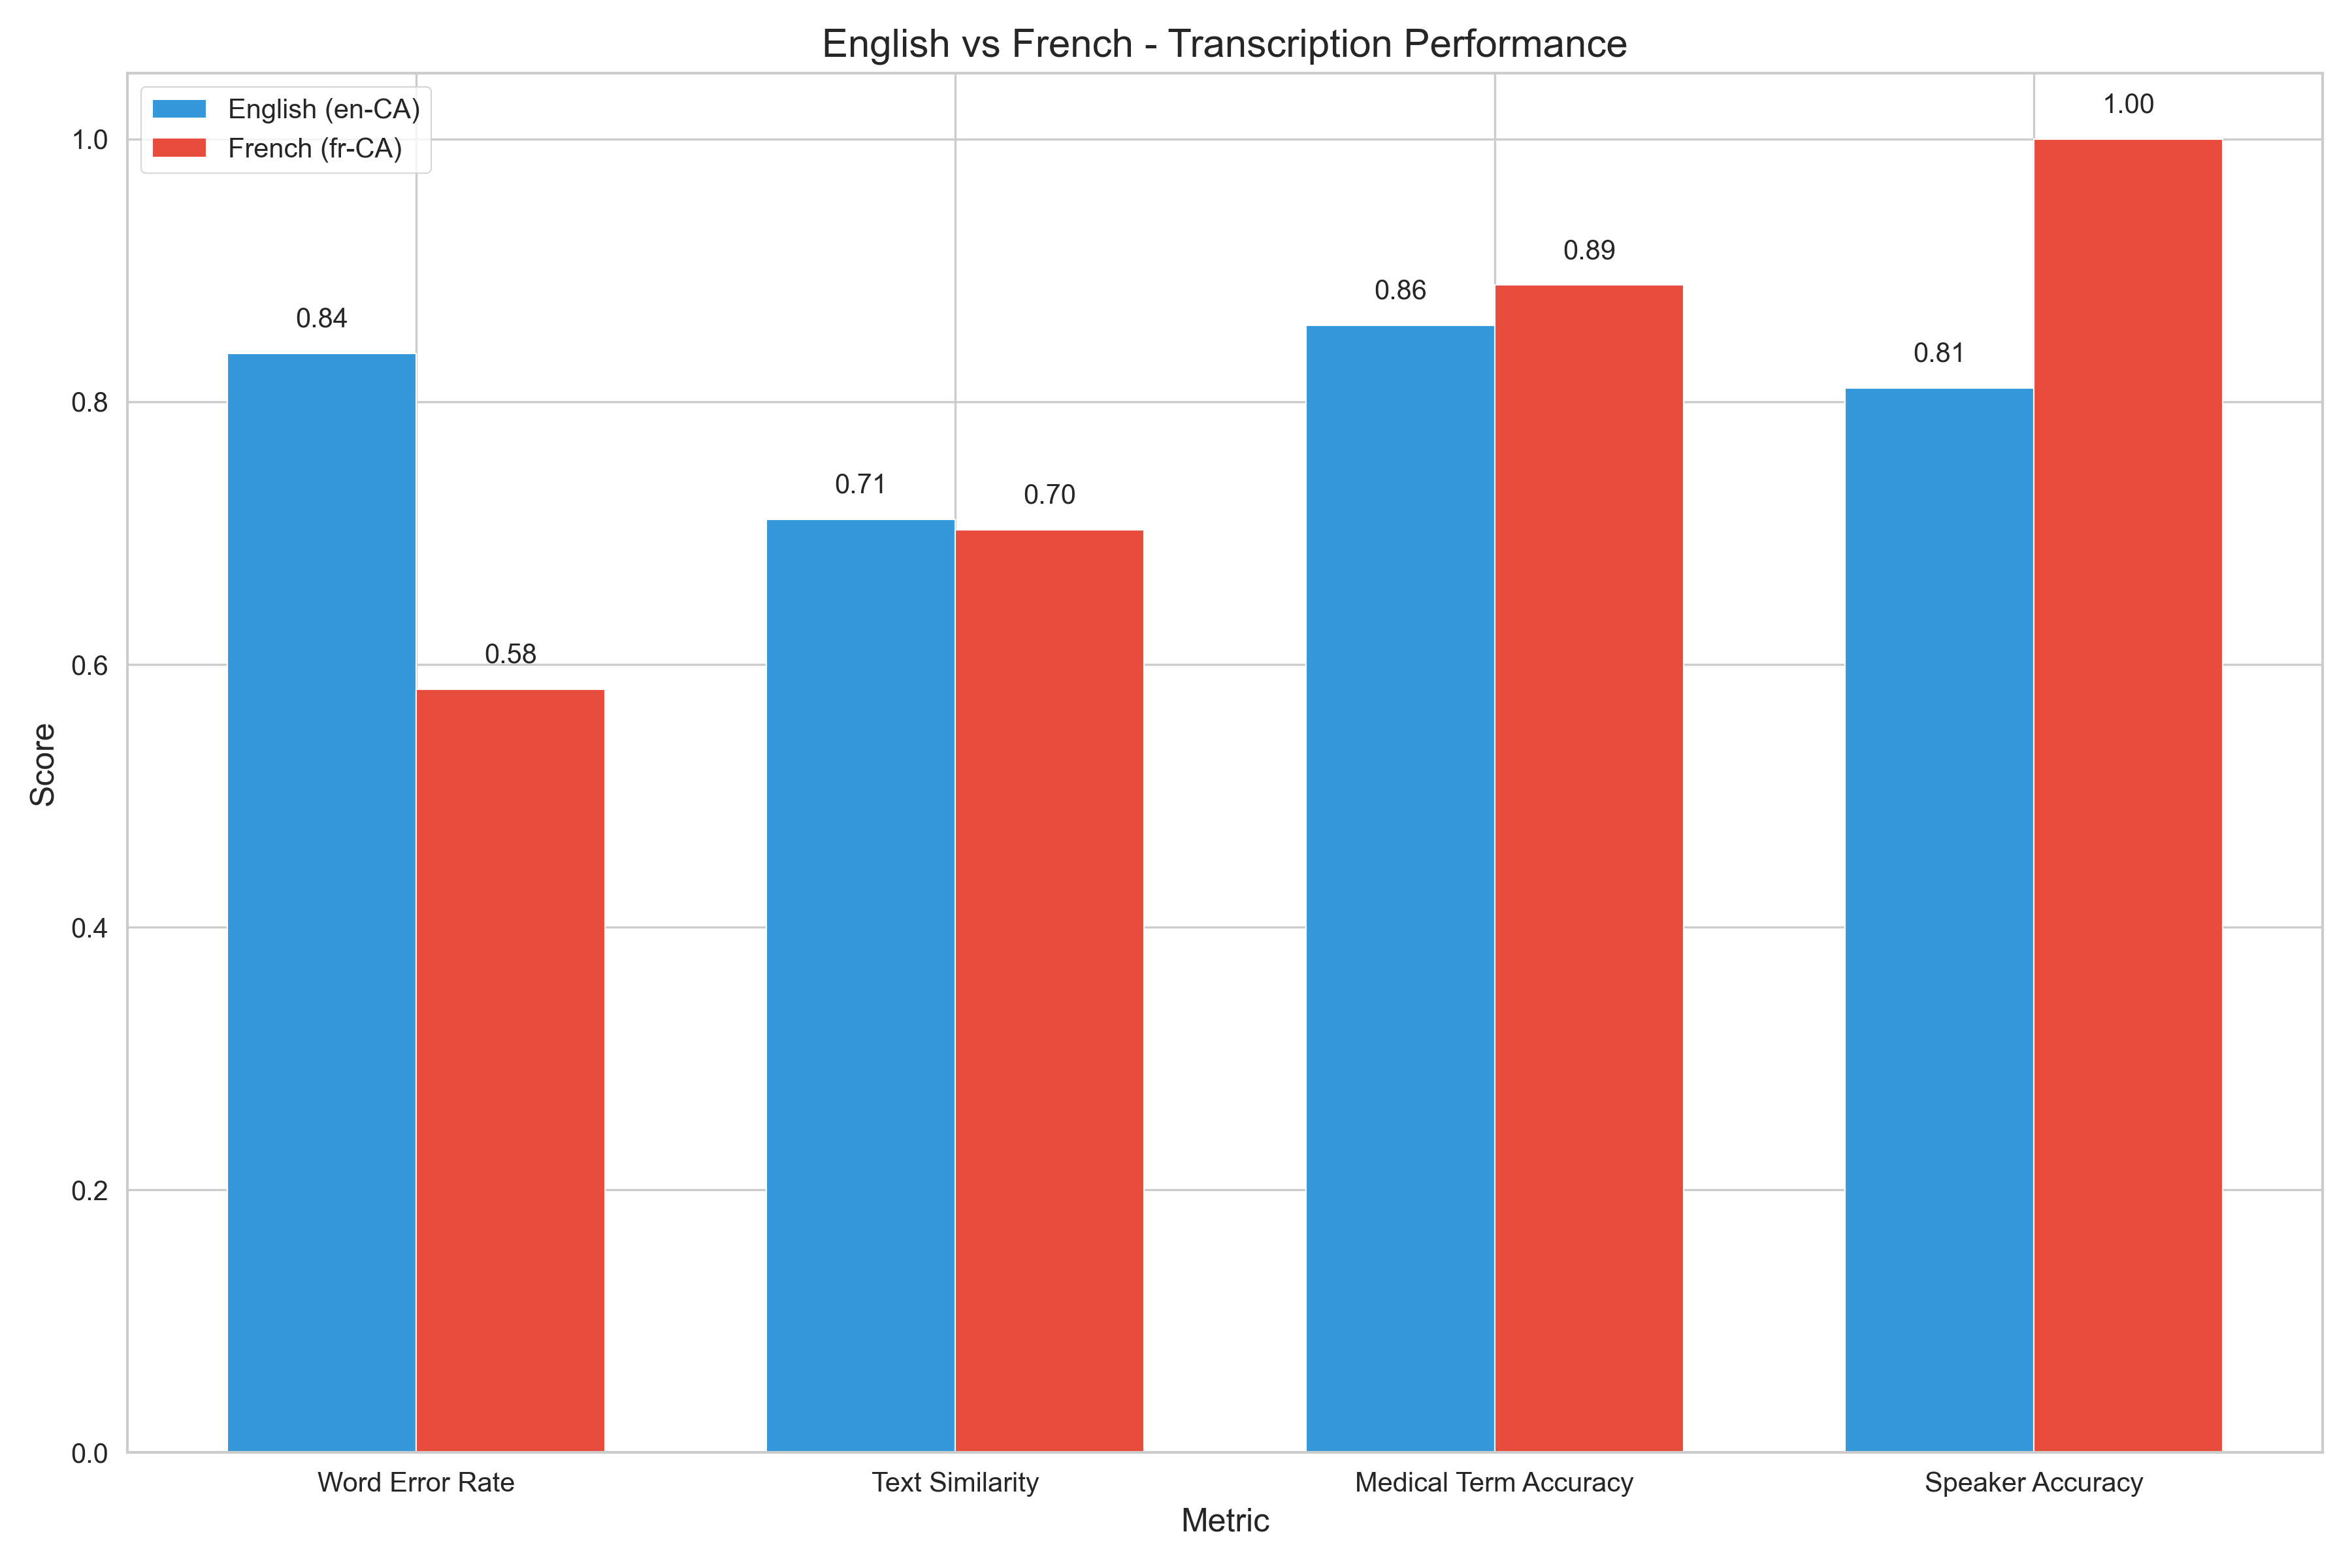 English vs French - Transcription Performance
English (en-CA)
French (fr-CA)
1.0
0.8
0.6
0.4
0.2
0.0
Score
0.84
0.58
0.71
0.70
0.86
0.89
0.81
1.00
Word Error Rate
Text Similarity
Medical Term Accuracy
Speaker Accuracy
Metric